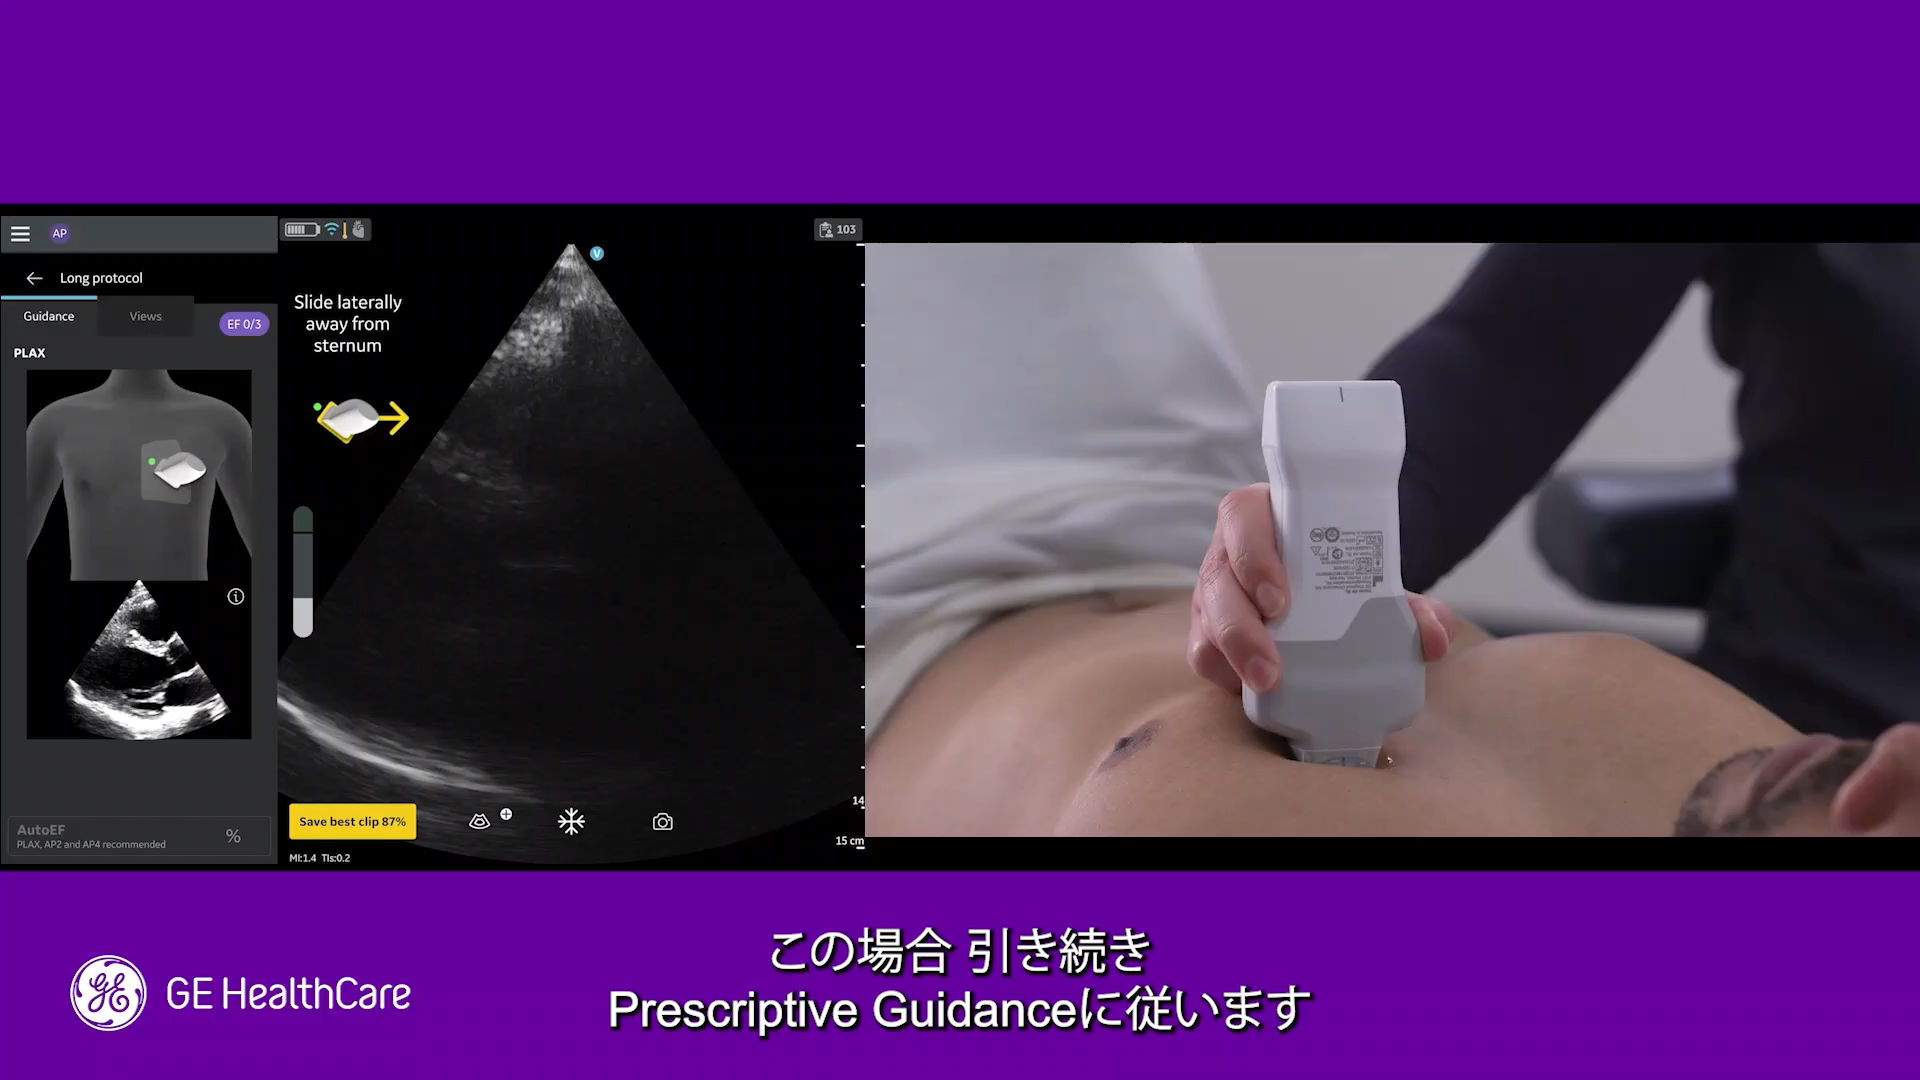 AP
103
V
Long protocol
Guidance
Views
EF 0/3
PLAX
Slide laterally
away from
sternum
AutoEF
PLAX, AP2 and AP4 recommended
%
Save best clip 87%
14
15 cm
MI:1.4 TIs:0.2
この場合 引き続き
Prescriptive Guidanceに従います
GE HealthCare